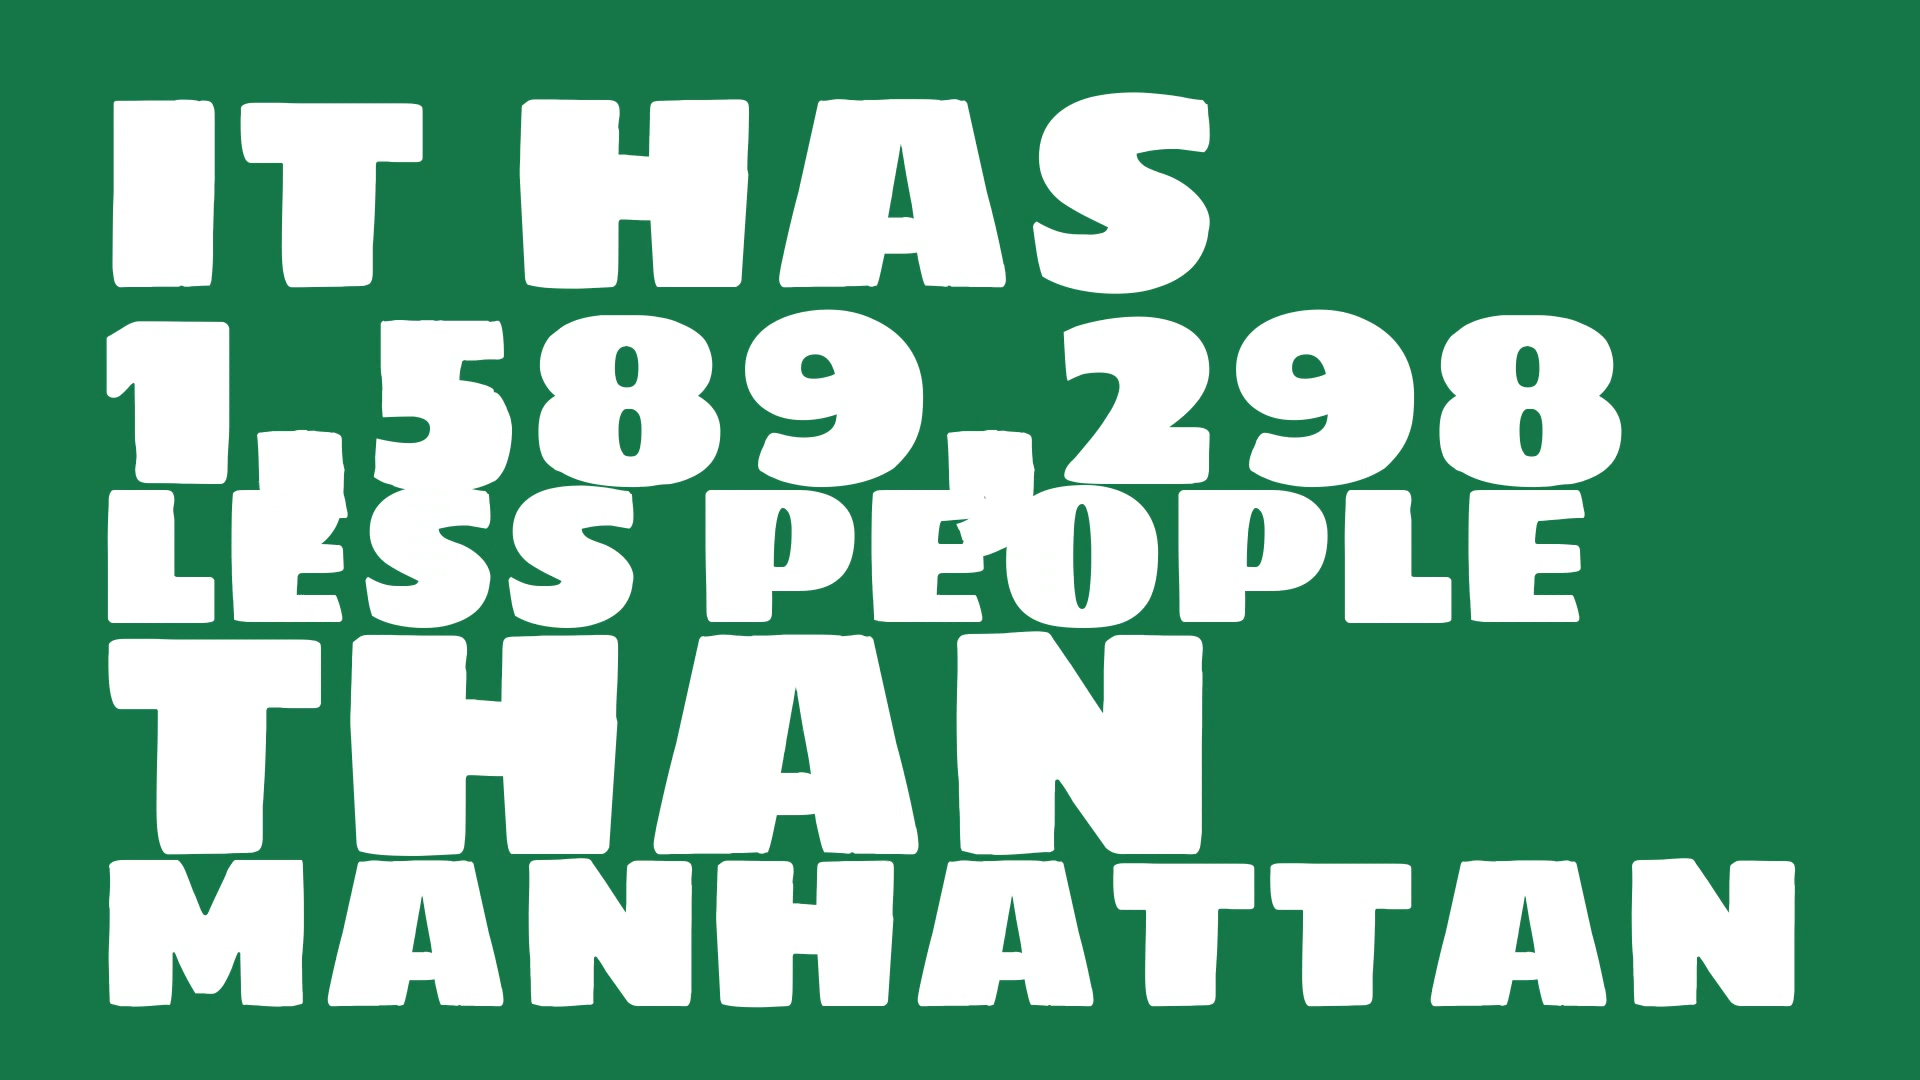 IT HAS
1,589,298
LESS PEOPLE
THAN
MANHATTAN